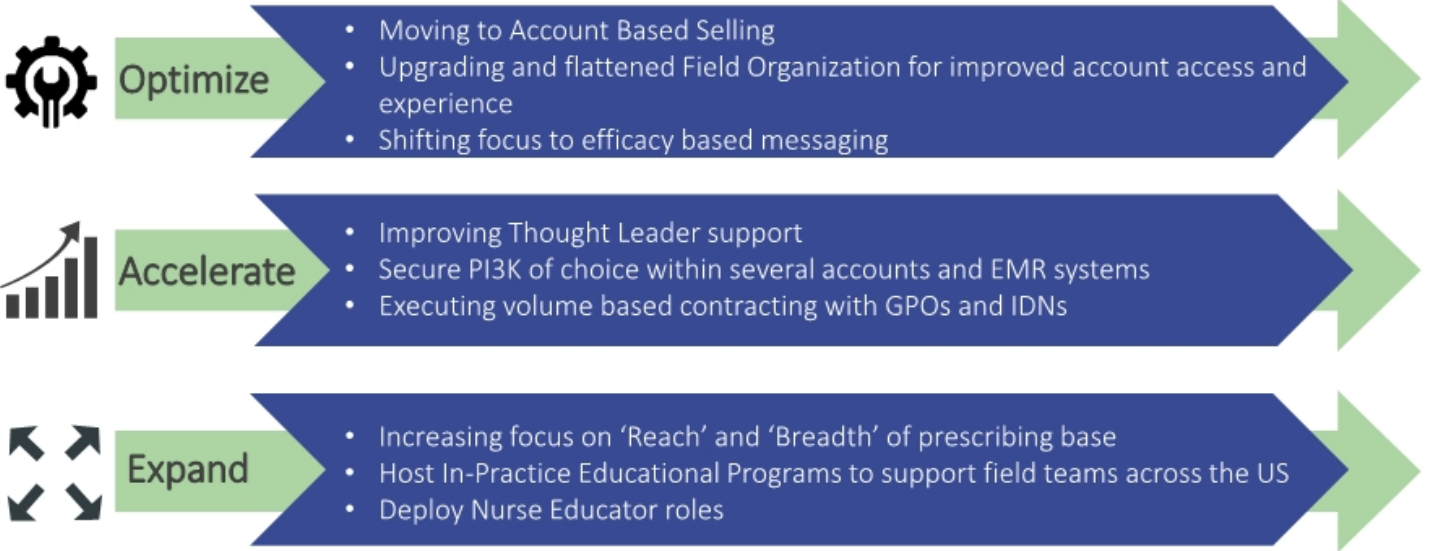 Optimize
• Moving to Account Based Selling
• Upgrading and flattened Field Organization for improved account access and
experience
• Shifting focus to efficacy based messaging
Accelerate
• Improving Thought Leader support
• Secure PI3K of choice within several accounts and EMR systems
• Executing volume based contracting with GPOs and IDNs
Expand
• Increasing focus on ‘Reach’ and ‘Breadth’ of prescribing base
• Host In-Practice Educational Programs to support field teams across the US
• Deploy Nurse Educator roles